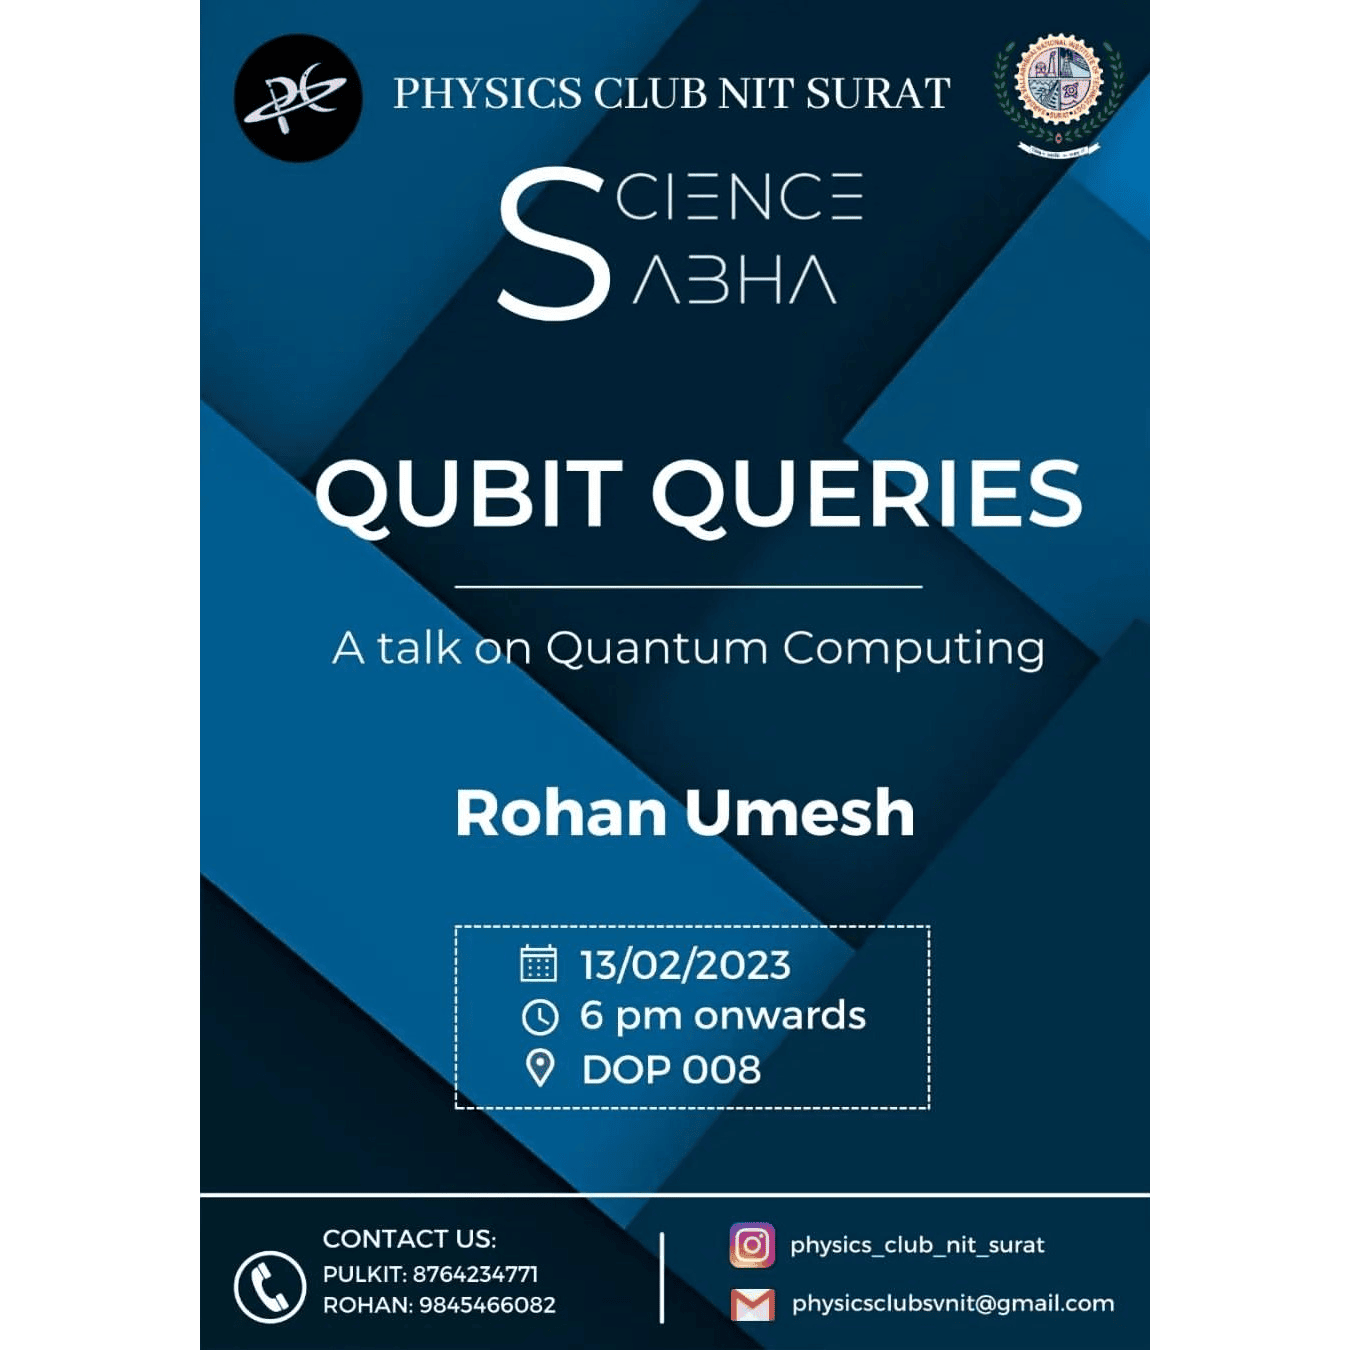 PHYSICS CLUB NIT SURAT
SCIENCE
SABHA
QUBIT QUERIES
A talk on Quantum Computing
Rohan Umesh
13/02/2023
6 pm onwards
DOP 008
CONTACT US:
PULKIT: 8764234771
ROHAN: 9845466082
physics_club_nit_surat
physicsclubsvnit@gmail.com